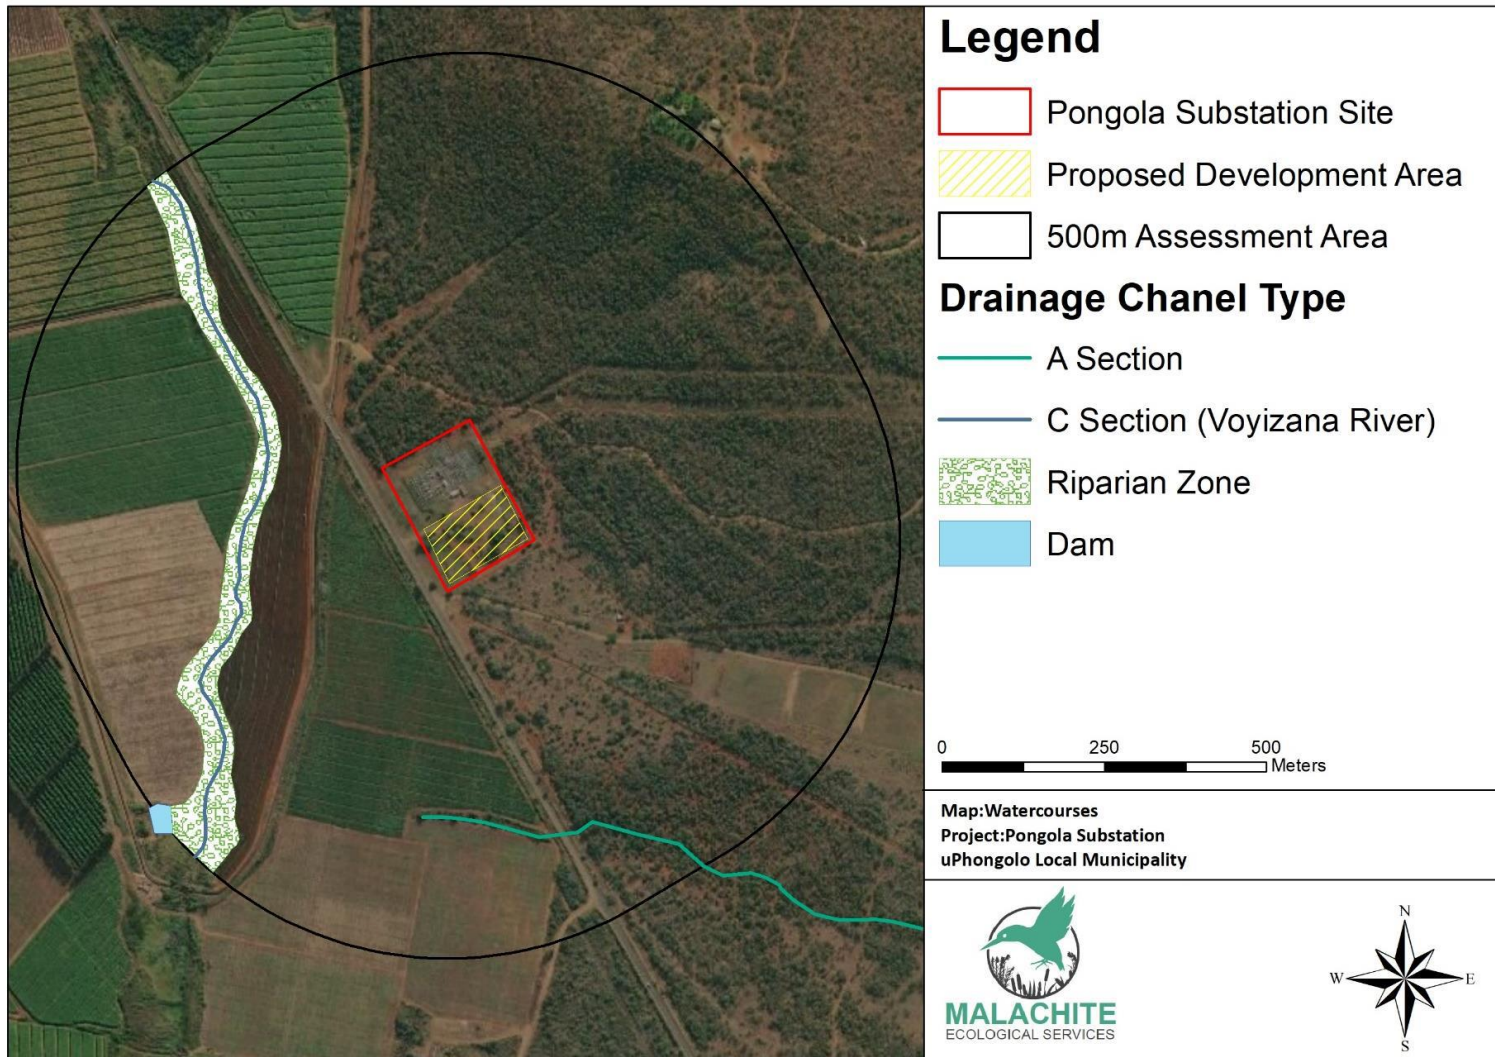 Legend
Pongola Substation Site
Proposed Development Area
500m Assessment Area
Drainage Chanel Type
A Section
C Section (Voyizana River)
Riparian Zone
Dam
0 250 500
Meters
Map:Watercourses
Project:Pongola Substation
uPhongolo Local Municipality
MALACHITE
ECOLOGICAL SERVICES
N
W E
S